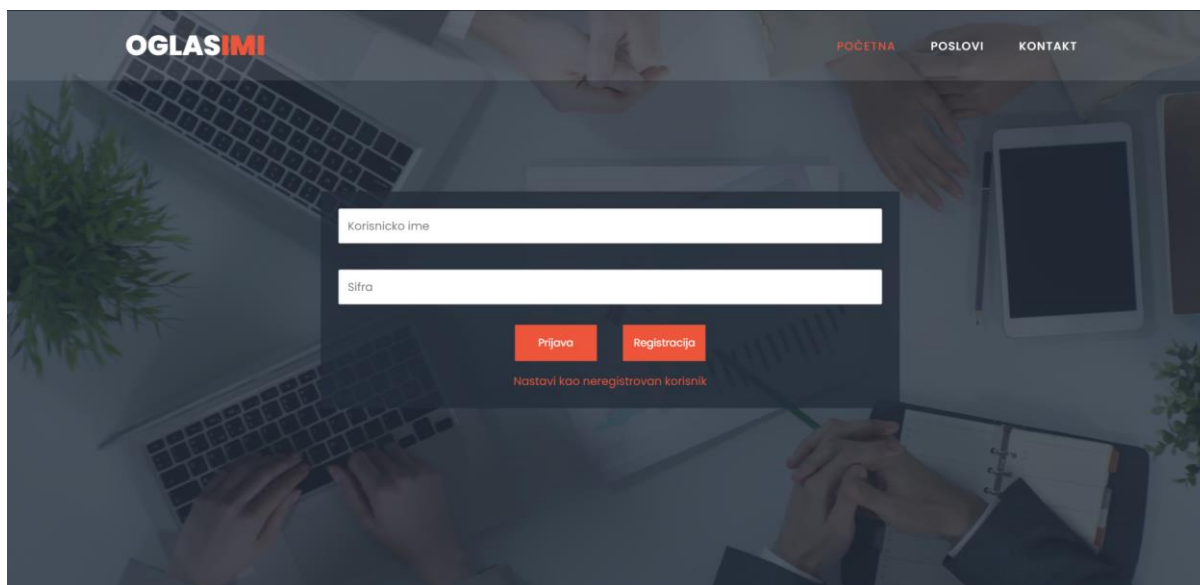 OGLASIMI
POČETNA POSLOVI KONTAKT
Korisnicko ime
Sifra
Prijava Registracija
Nastavi kao neregistrovan korisnik